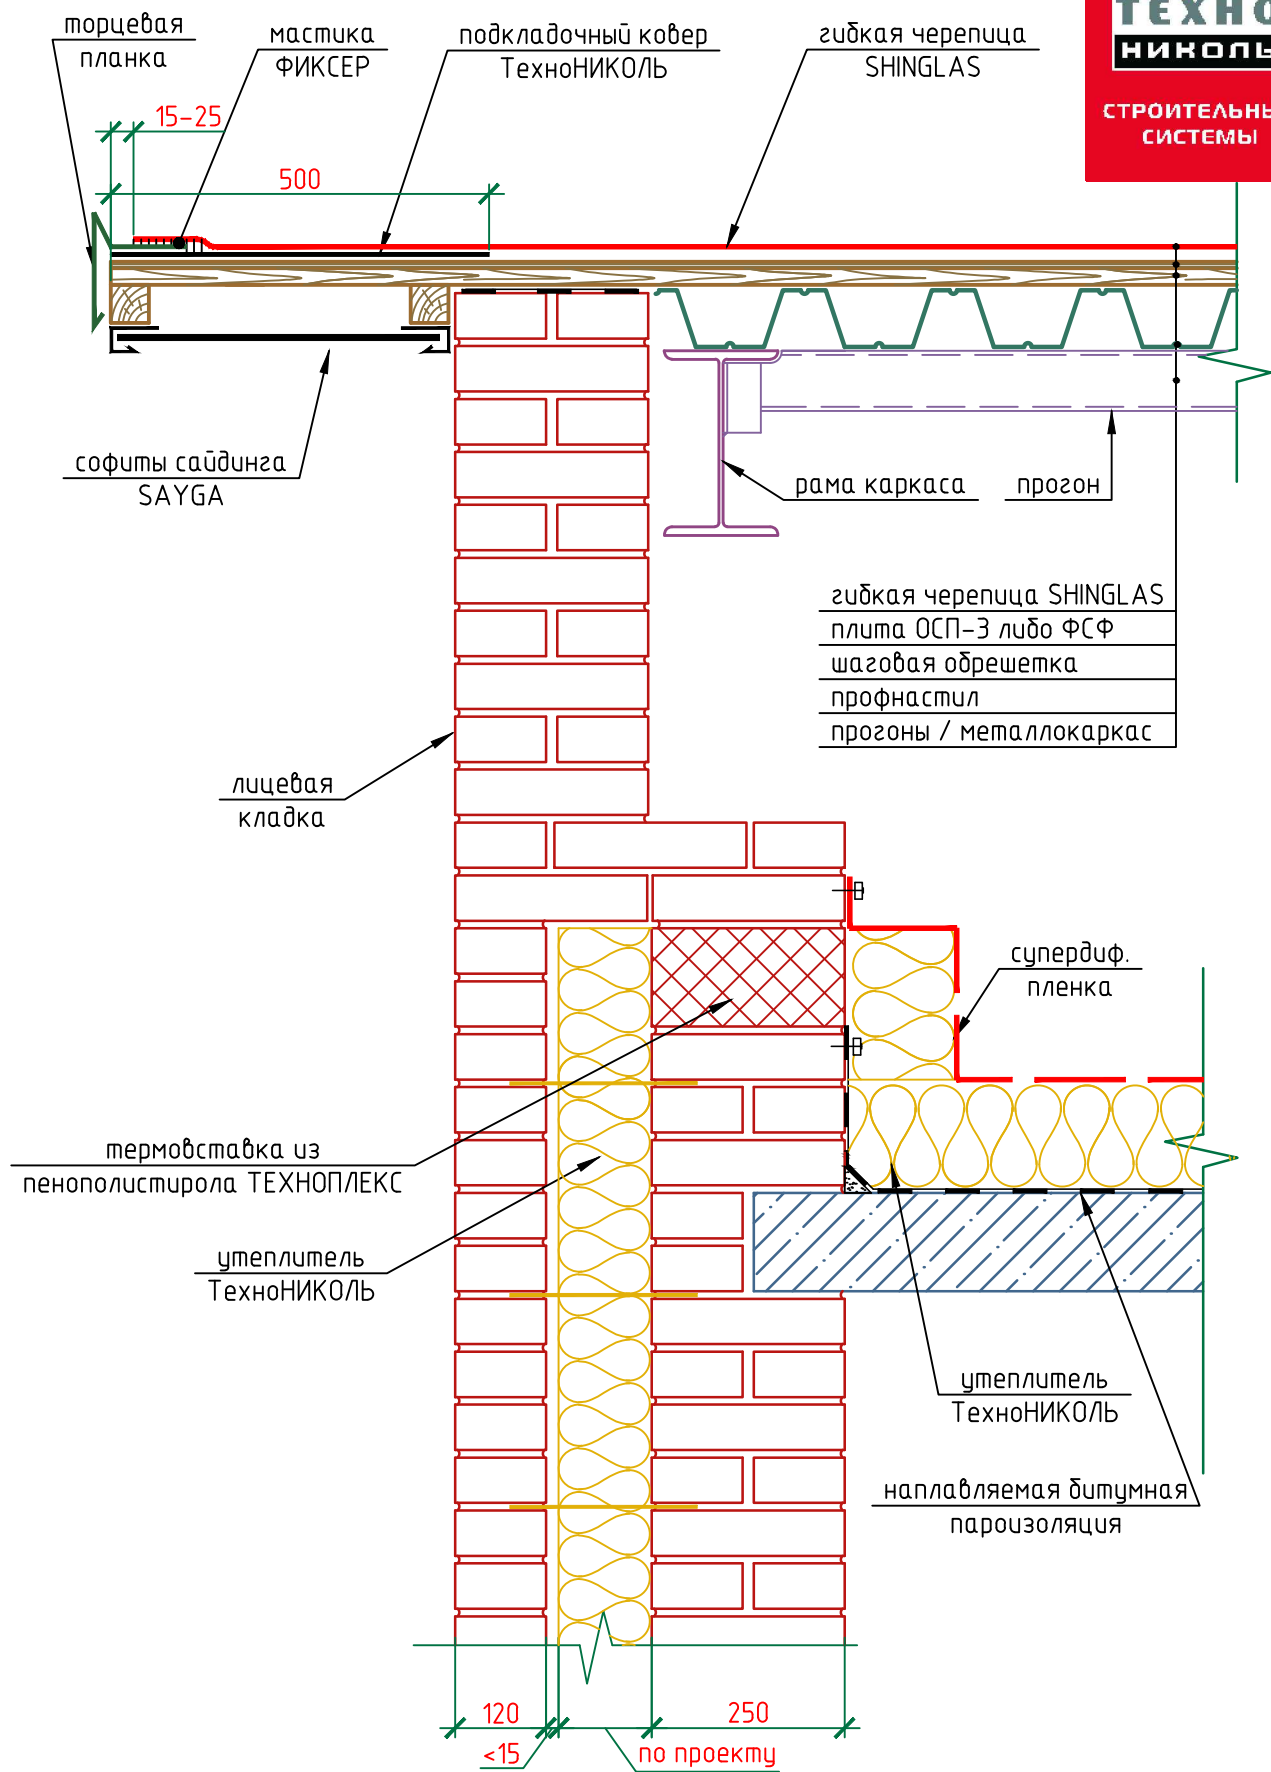 торцевая
планка
мастика
ФИКСЕР
подкладочный ковер
ТехноНИКОЛЬ
гибкая черепица
SHINGLAS
ТЕХНО
НИКОЛЬ
СТРОИТЕЛЬНЫ
СИСТЕМЫ
15-25
500
софиты сайдинга
SAYGA
рама каркаса
прогон
гибкая черепица SHINGLAS
плита ОСП-3 либо ФСФ
шаговая обрешетка
профнастил
прогоны / металлокаркас
лицевая
кладка
супердиф.
пленка
термовставка из
пенополистирола ТЕХНОПЛЕКС
утеплитель
ТехноНИКОЛЬ
утеплитель
ТехноНИКОЛЬ
наплавляемая битумная
пароизоляция
120
250
<15
по проекту